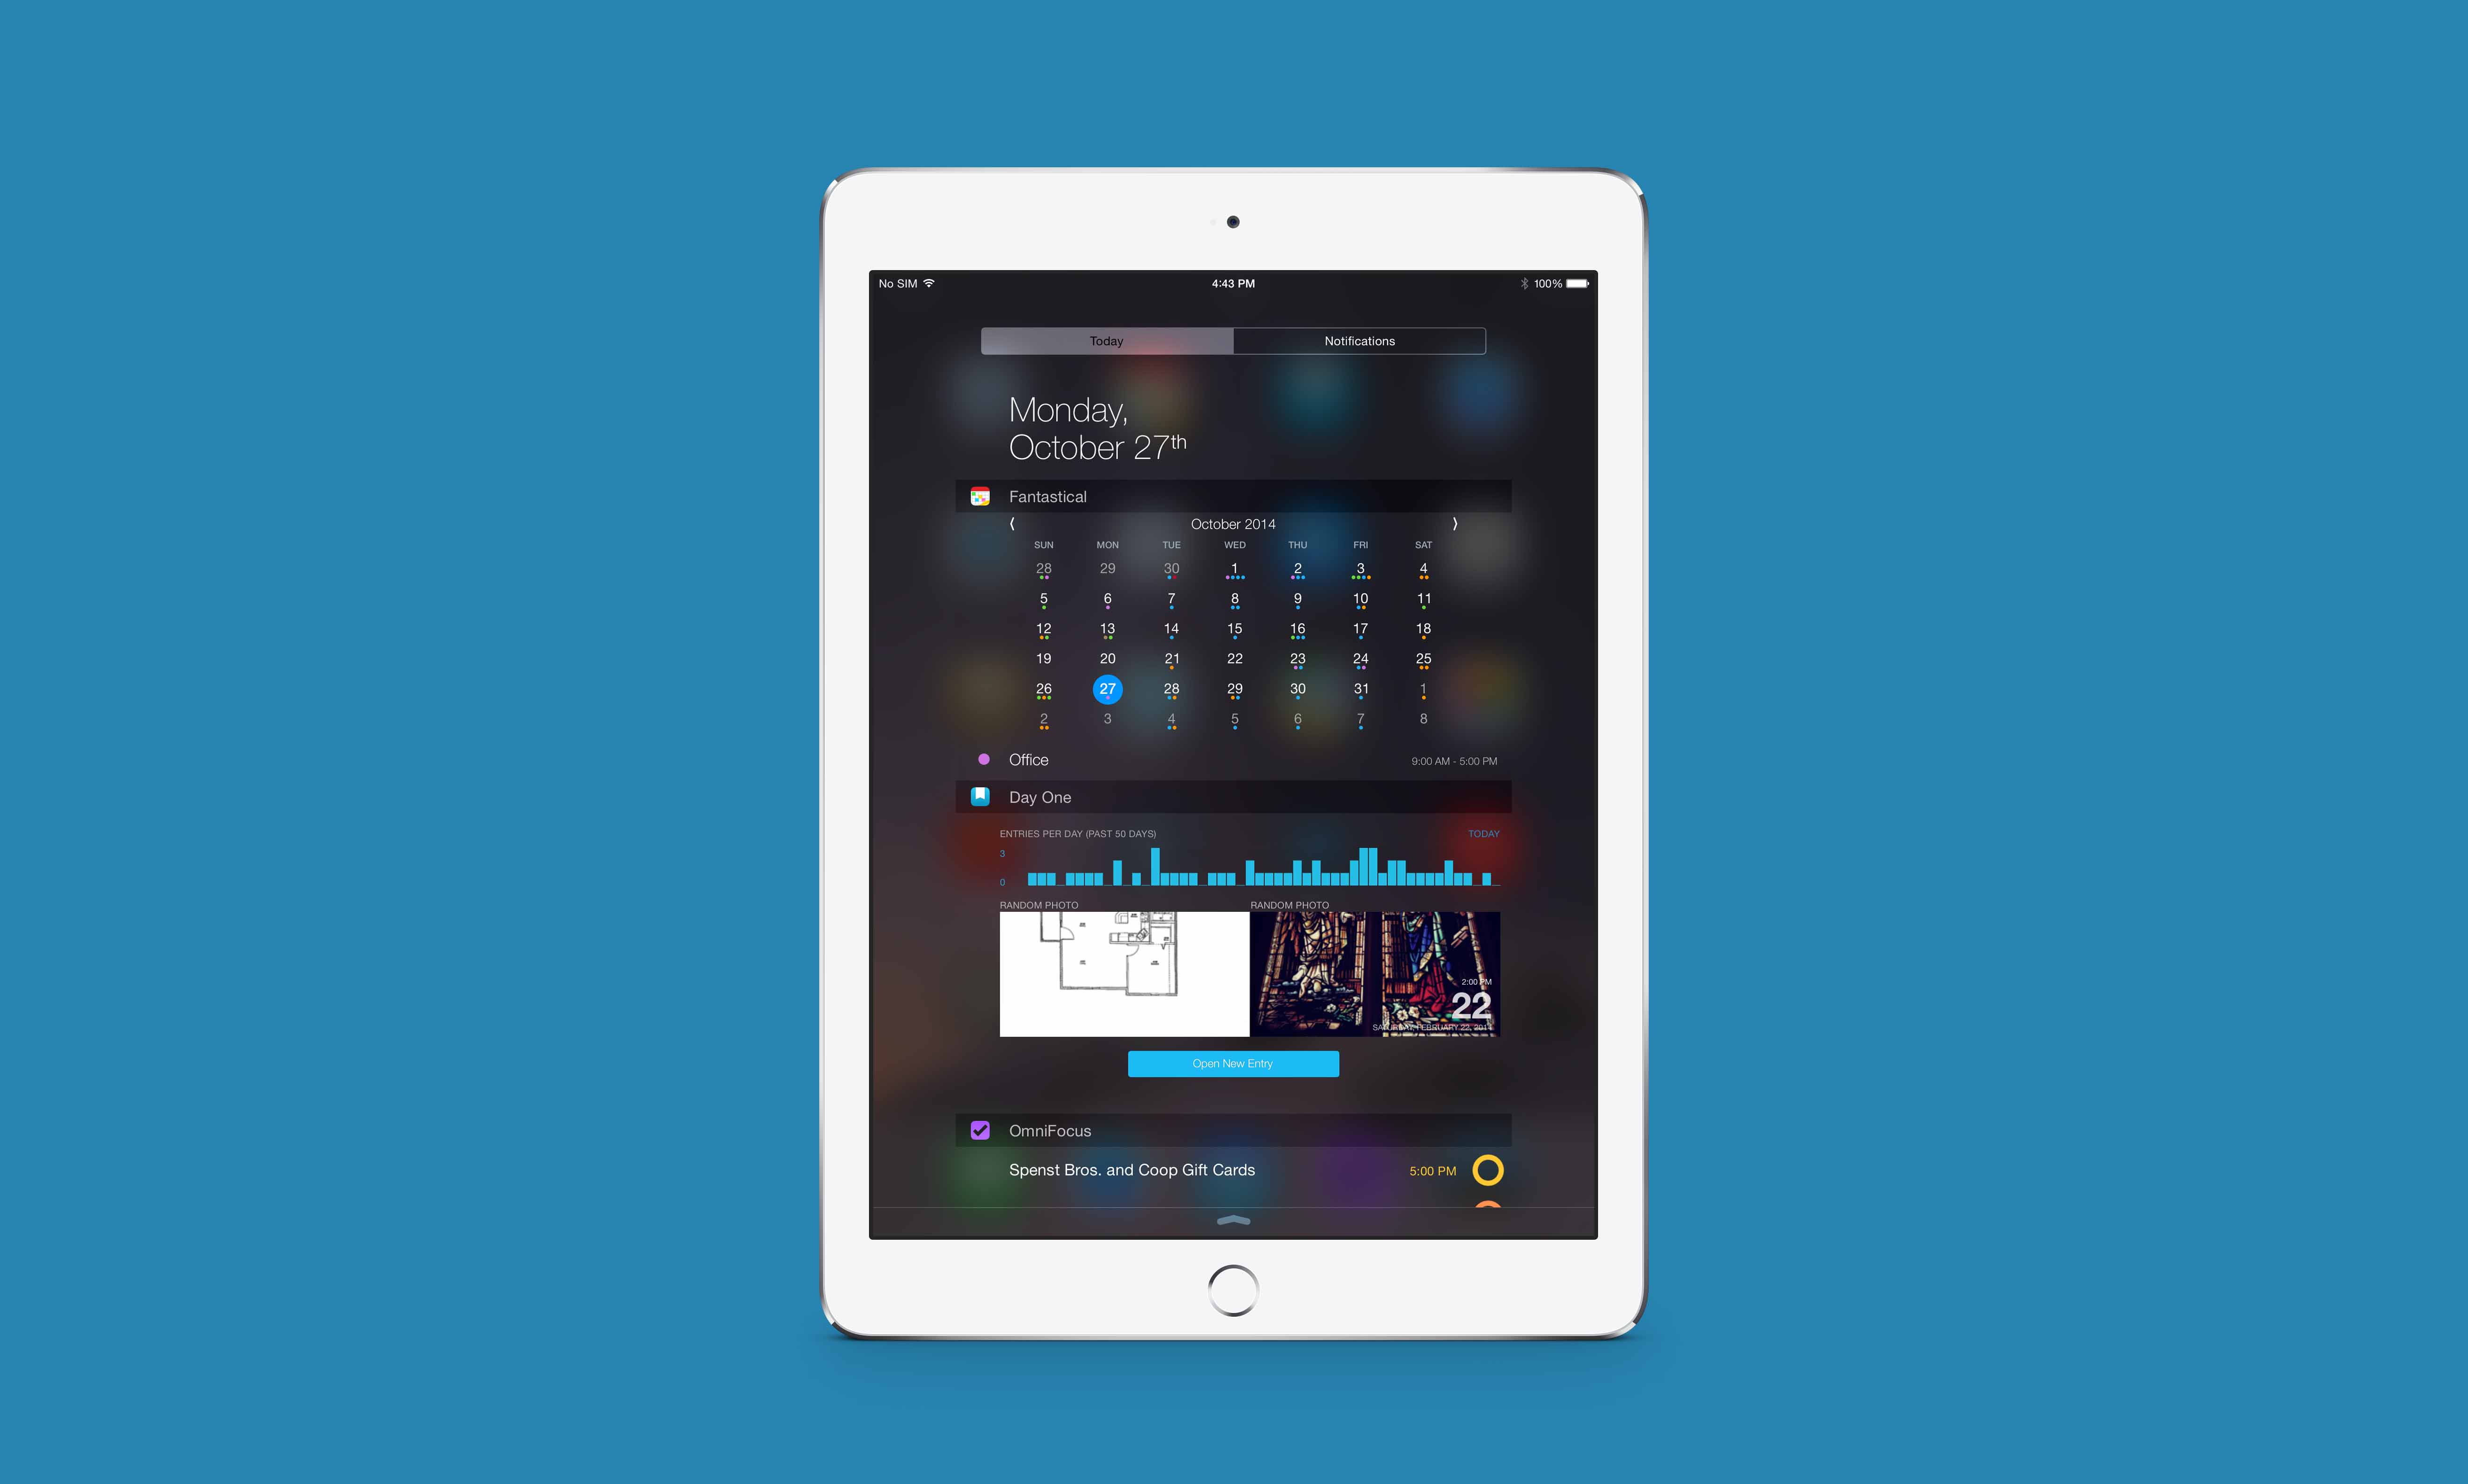 No SIM 4:43 PM 100%
Today Notifications
Monday,
October 27th
Fantastical
⟨ October 2014 ⟩
SUN MON TUE WED THU FRI SAT
28 29 30 1 2 3 4
5 6 7 8 9 10 11
12 13 14 15 16 17 18
19 20 21 22 23 24 25
26 27 28 29 30 31 1
2 3 4 5 6 7 8
Office 9:00 AM - 5:00 PM
Day One
ENTRIES PER DAY (PAST 50 DAYS) TODAY
3
0
RANDOM PHOTO RANDOM PHOTO
2:00 PM
22
SATURDAY, FEBRUARY 22, 2014
Open New Entry
OmniFocus
Spenst Bros. and Coop Gift Cards 5:00 PM